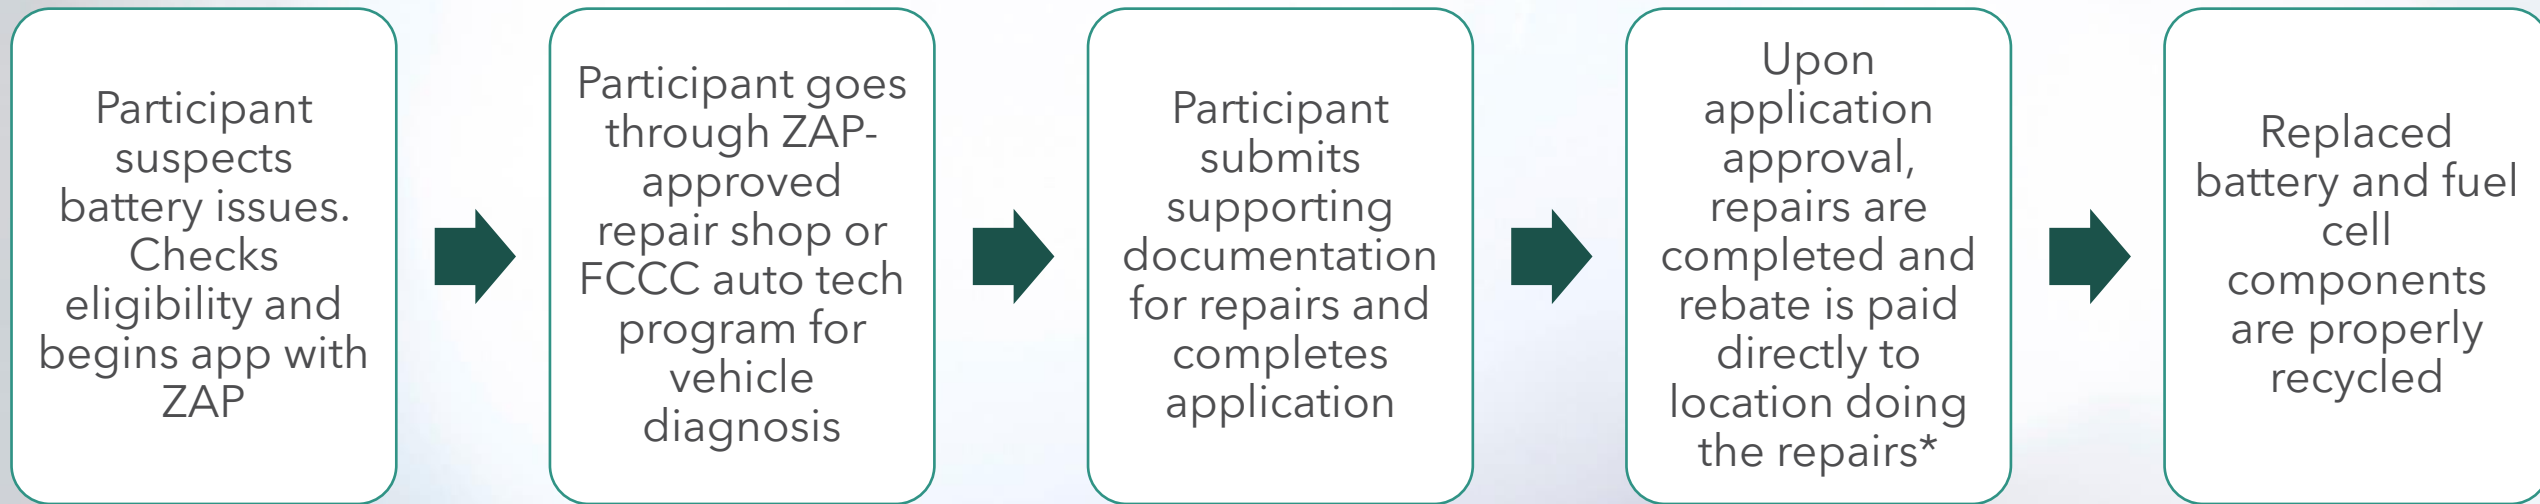 Participant
suspects
battery issues.
Checks
eligibility and
begins app with
ZAP
Participant goes
through ZAP-
approved
repair shop or
FCCC auto tech
program for
vehicle
diagnosis
Participant
submits
supporting
documentation
for repairs and
completes
application
Upon
application
approval,
repairs are
completed and
rebate is paid
directly to
location doing
the repairs*
Replaced
battery and fuel
cell
components
are properly
recycled